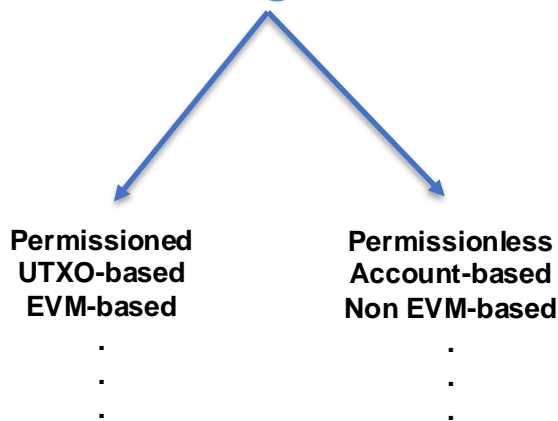 Permissioned
UTXO-based
EVM-based
.
.
.
Permissionless
Account-based
Non EVM-based
.
.
.